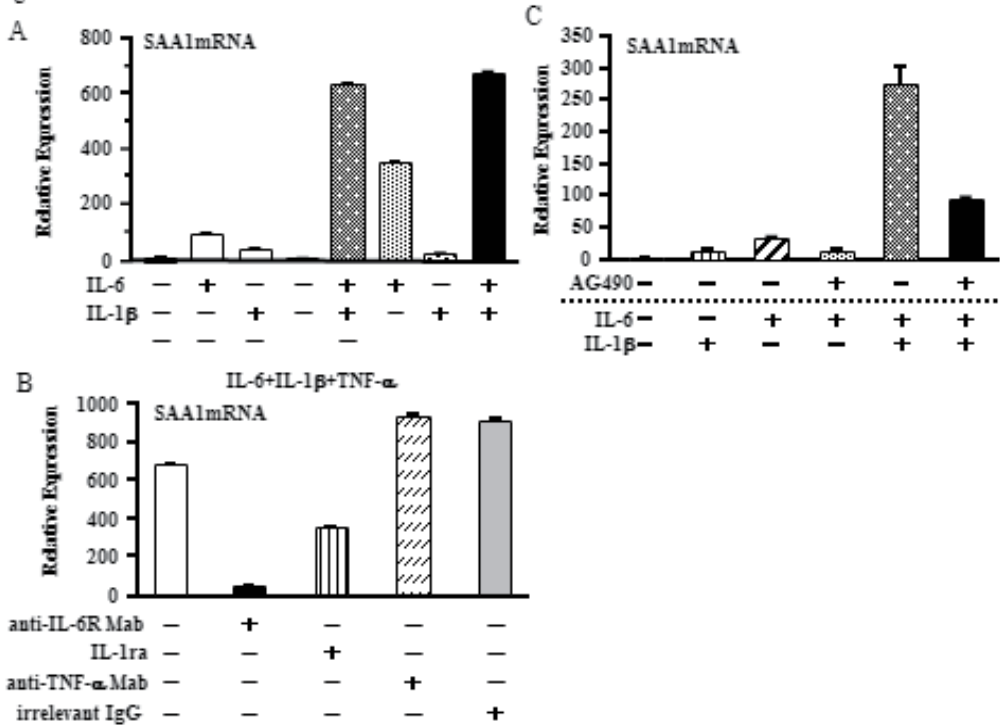 A
SAA1mRNA
Relative Expression
800
600
400
200
0
IL-6 – + – – + + – +
IL-1β – – + – + – + +
– – – –
B
IL-6+IL-1β+TNF-α
SAA1mRNA
Relative Expression
1000
800
600
400
200
0
anti-IL-6R Mab – + – – –
IL-1ra – – + – –
anti-TNF-α Mab – – – + –
irrelevant IgG – – – – +
C
SAA1mRNA
Relative Expression
350
300
250
200
150
100
50
0
AG490 – – – + – +
IL-6 – – + + + +
IL-1β – + – – + +